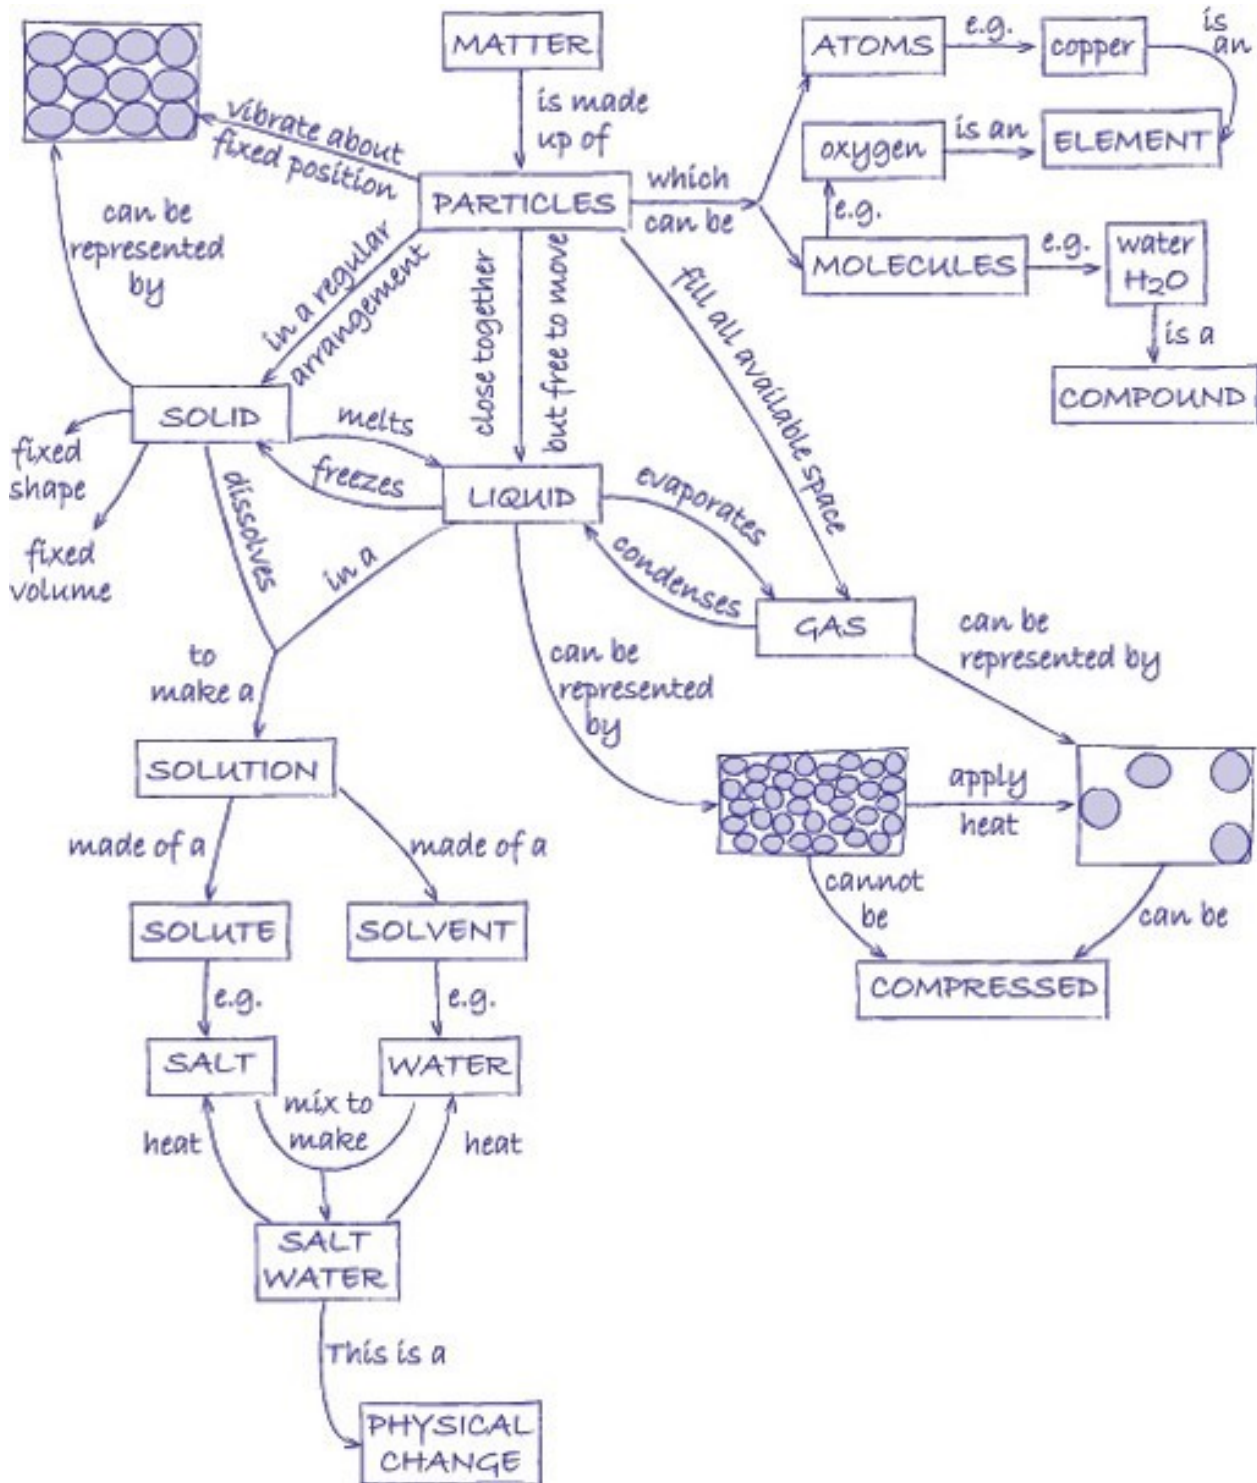 MATTER
is made
up of
PARTICLES
which
can be
ATOMS
e.g.
copper
is
an
ELEMENT
oxygen
is an
e.g.
MOLECULES
e.g.
water
H2O
is a
COMPOUND
vibrate about
fixed position
can be
represented
by
in a regular
arrangement
close together
but free to move
fill all available space
SOLID
fixed
shape
fixed
volume
melts
freezes
LIQUID
evaporates
condenses
GAS
dissolves
in a
to
make a
SOLUTION
can be
represented
by
can be
represented by
apply
heat
cannot
be
can be
COMPRESSED
made of a
made of a
SOLUTE
SOLVENT
e.g.
e.g.
SALT
WATER
mix to
make
heat
heat
SALT
WATER
This is a
PHYSICAL
CHANGE